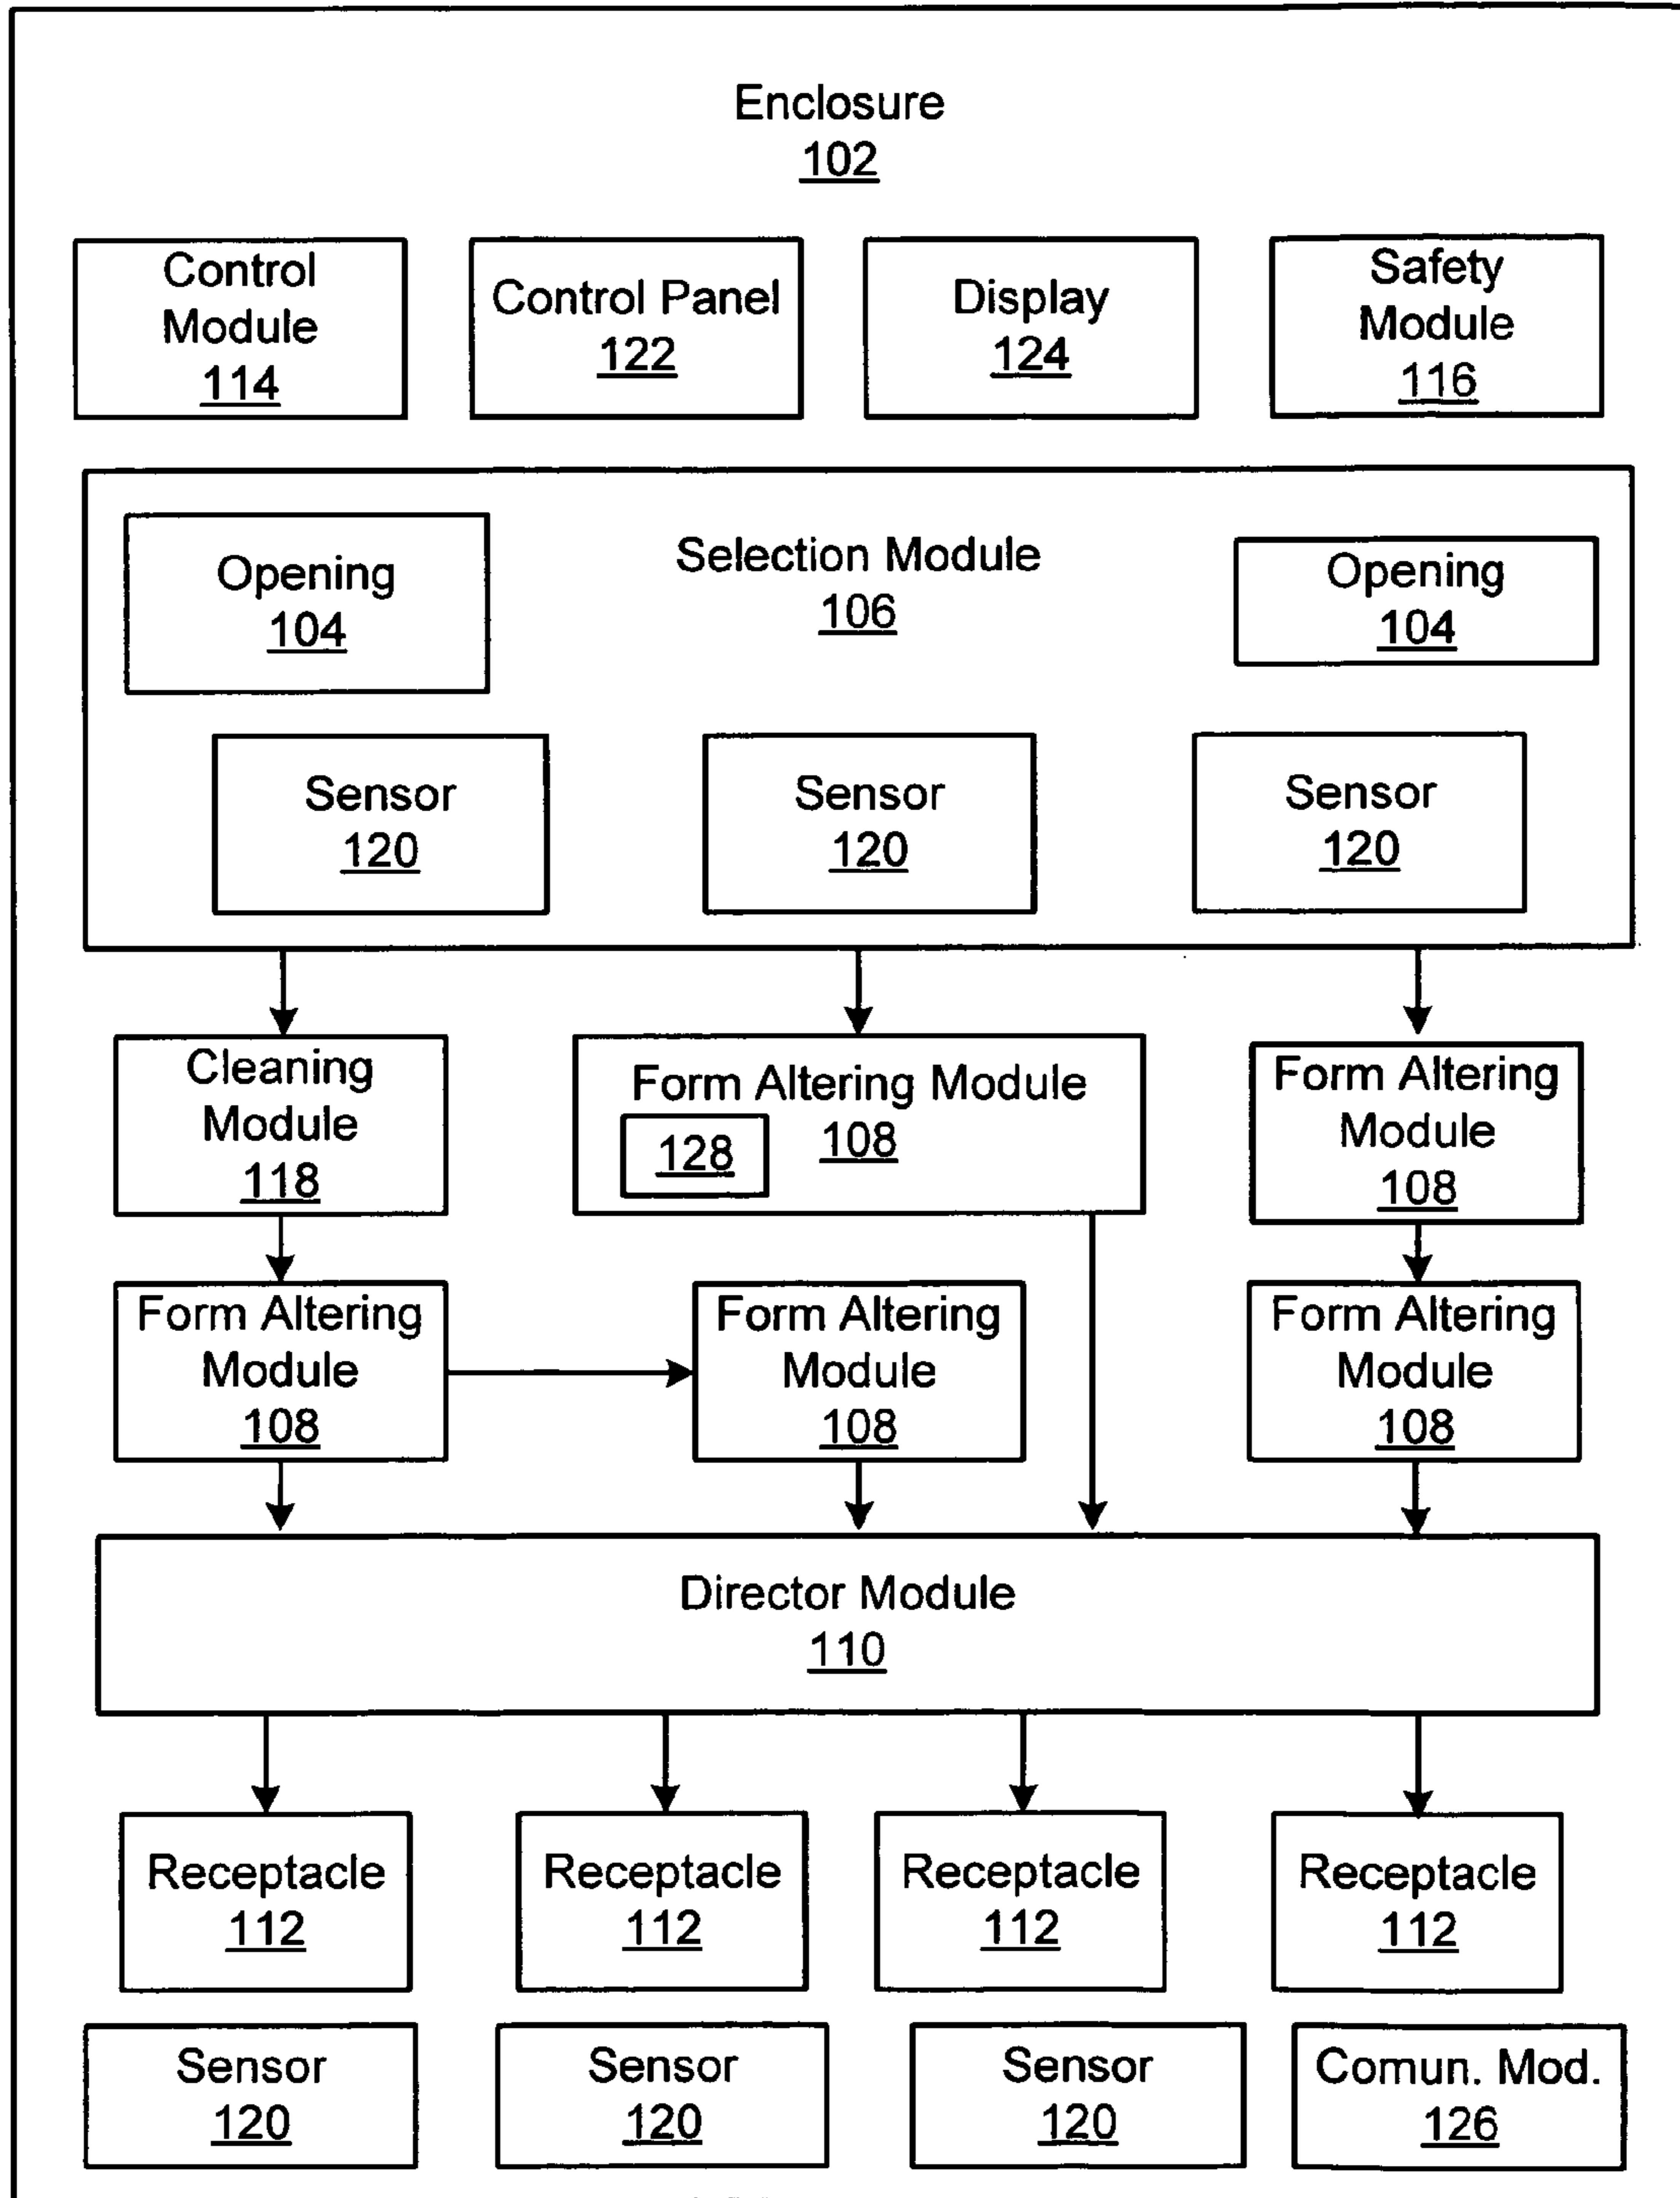 Enclosure
102
Control
Module
114
Control Panel
122
Display
124
Safety
Module
116
Opening
104
Selection Module
106
Opening
104
Sensor
120
Sensor
120
Sensor
120
Cleaning
Module
118
Form Altering Module
108
128
Form Altering
Module
108
Form Altering
Module
108
Form Altering
Module
108
Form Altering
Module
108
Director Module
110
Receptacle
112
Receptacle
112
Receptacle
112
Receptacle
112
Sensor
120
Sensor
120
Sensor
120
Comun. Mod.
126